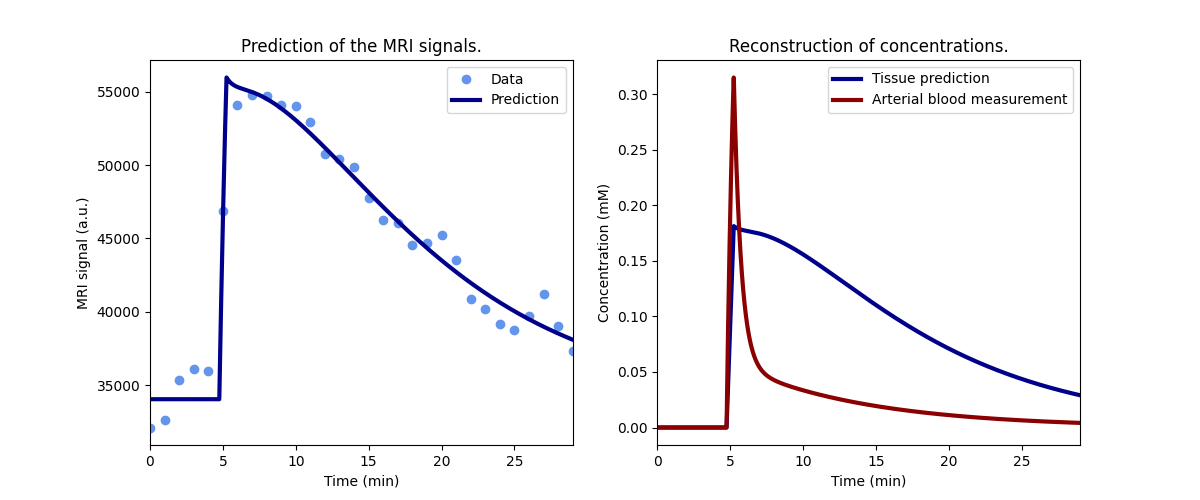 Prediction of the MRI signals.
MRI signal (a.u.)
55000
50000
45000
40000
35000
Data
Prediction
0 5 10 15 20 25
Time (min)
Reconstruction of concentrations.
Concentration (mM)
0.30
0.25
0.20
0.15
0.10
0.05
0.00
Tissue prediction
Arterial blood measurement
0 5 10 15 20 25
Time (min)